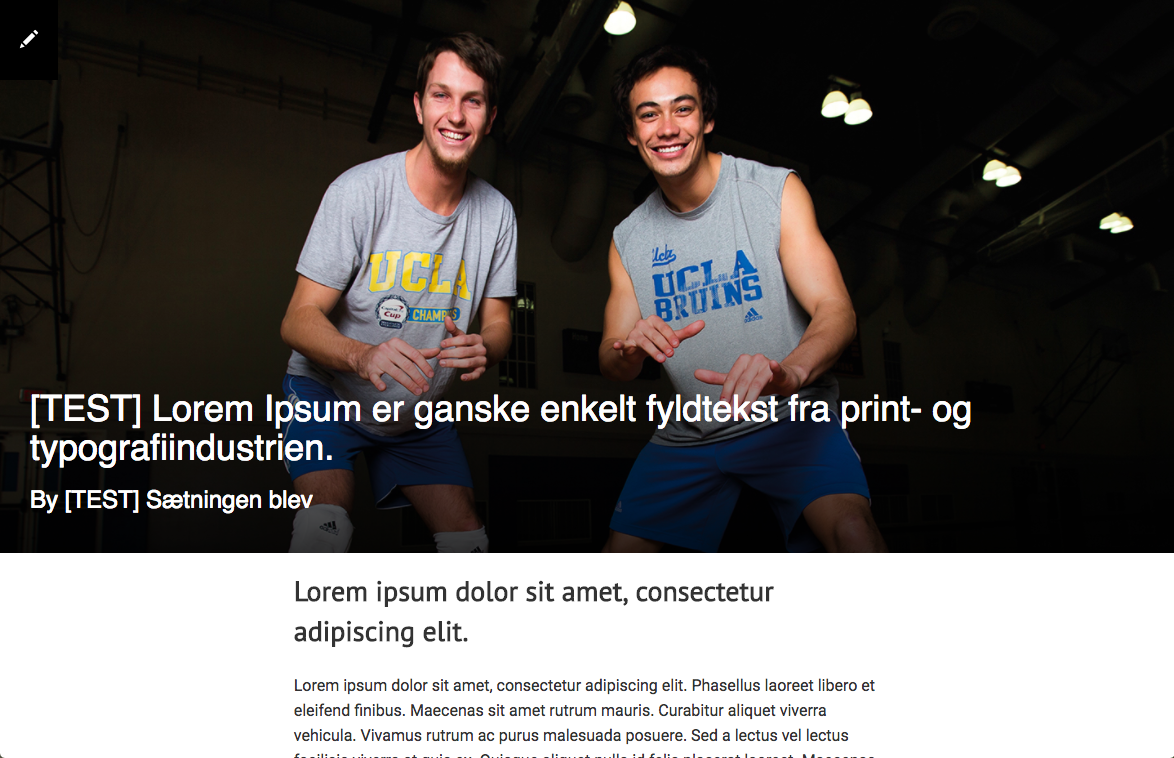 UCLA
Cup
CHAMPS
Ucla
UCLA
BRUINS
adidas
[TEST] Lorem Ipsum er ganske enkelt fyldtekst fra print- og
typografiindustrien.
By [TEST] Sætningen blev
Lorem ipsum dolor sit amet, consectetur
adipiscing elit.
Lorem ipsum dolor sit amet, consectetur adipiscing elit. Phasellus laoreet libero et
eleifend finibus. Maecenas sit amet rutrum mauris. Curabitur aliquet viverra
vehicula. Vivamus rutrum ac purus malesuada posuere. Sed a lectus vel lectus